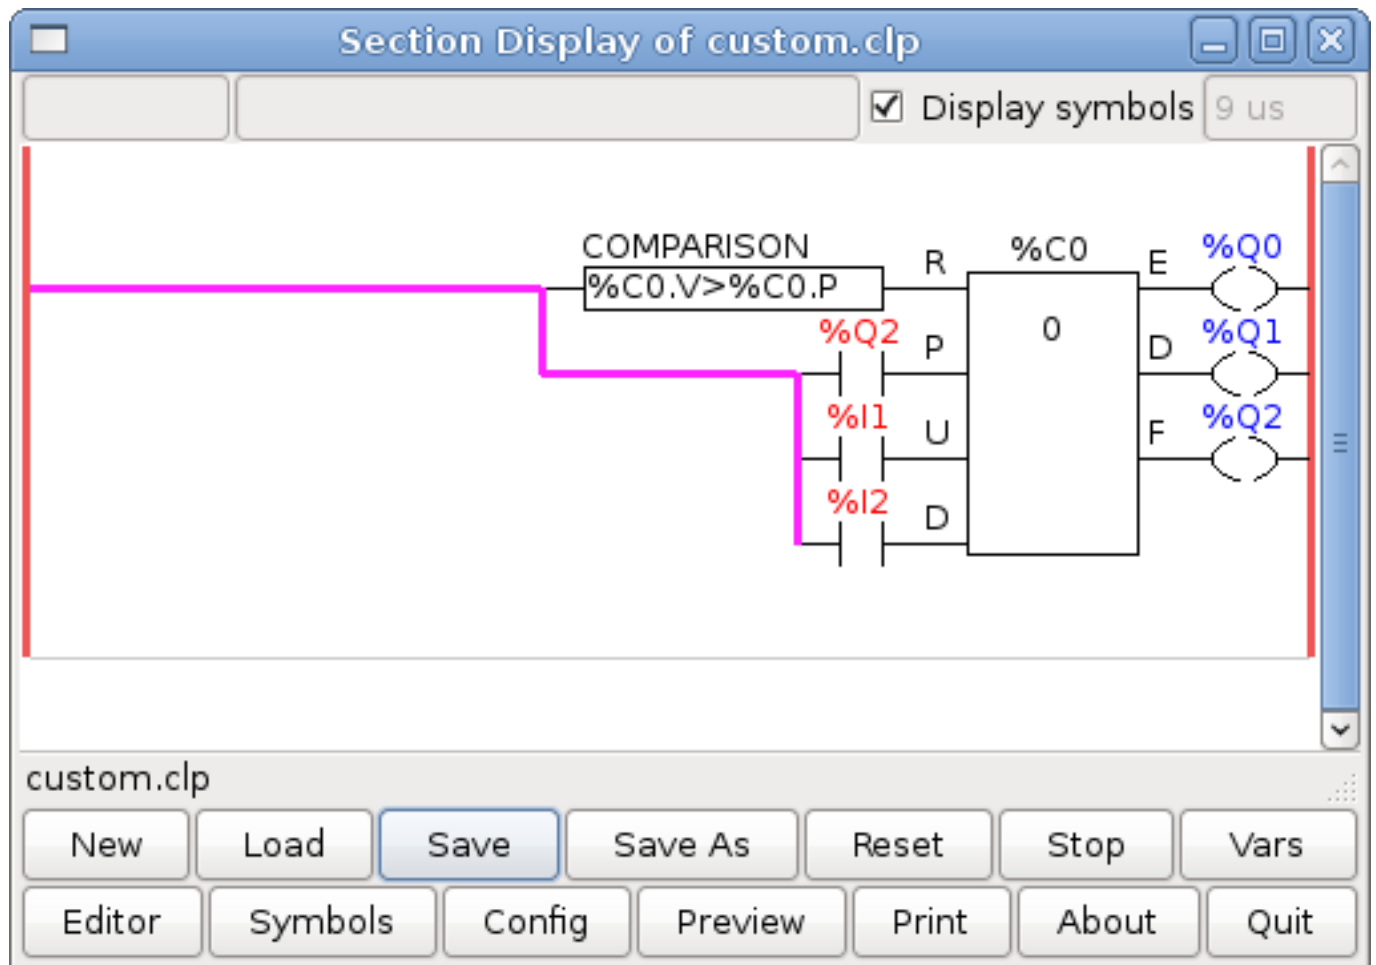 Section Display of custom.clp
Display symbols 9 us
COMPARISON R %C0 E %Q0
%C0.V>%C0.P
%Q2 P 0 D %Q1
%I1 U F %Q2
%I2 D
custom.clp
New Load Save Save As Reset Stop Vars
Editor Symbols Config Preview Print About Quit